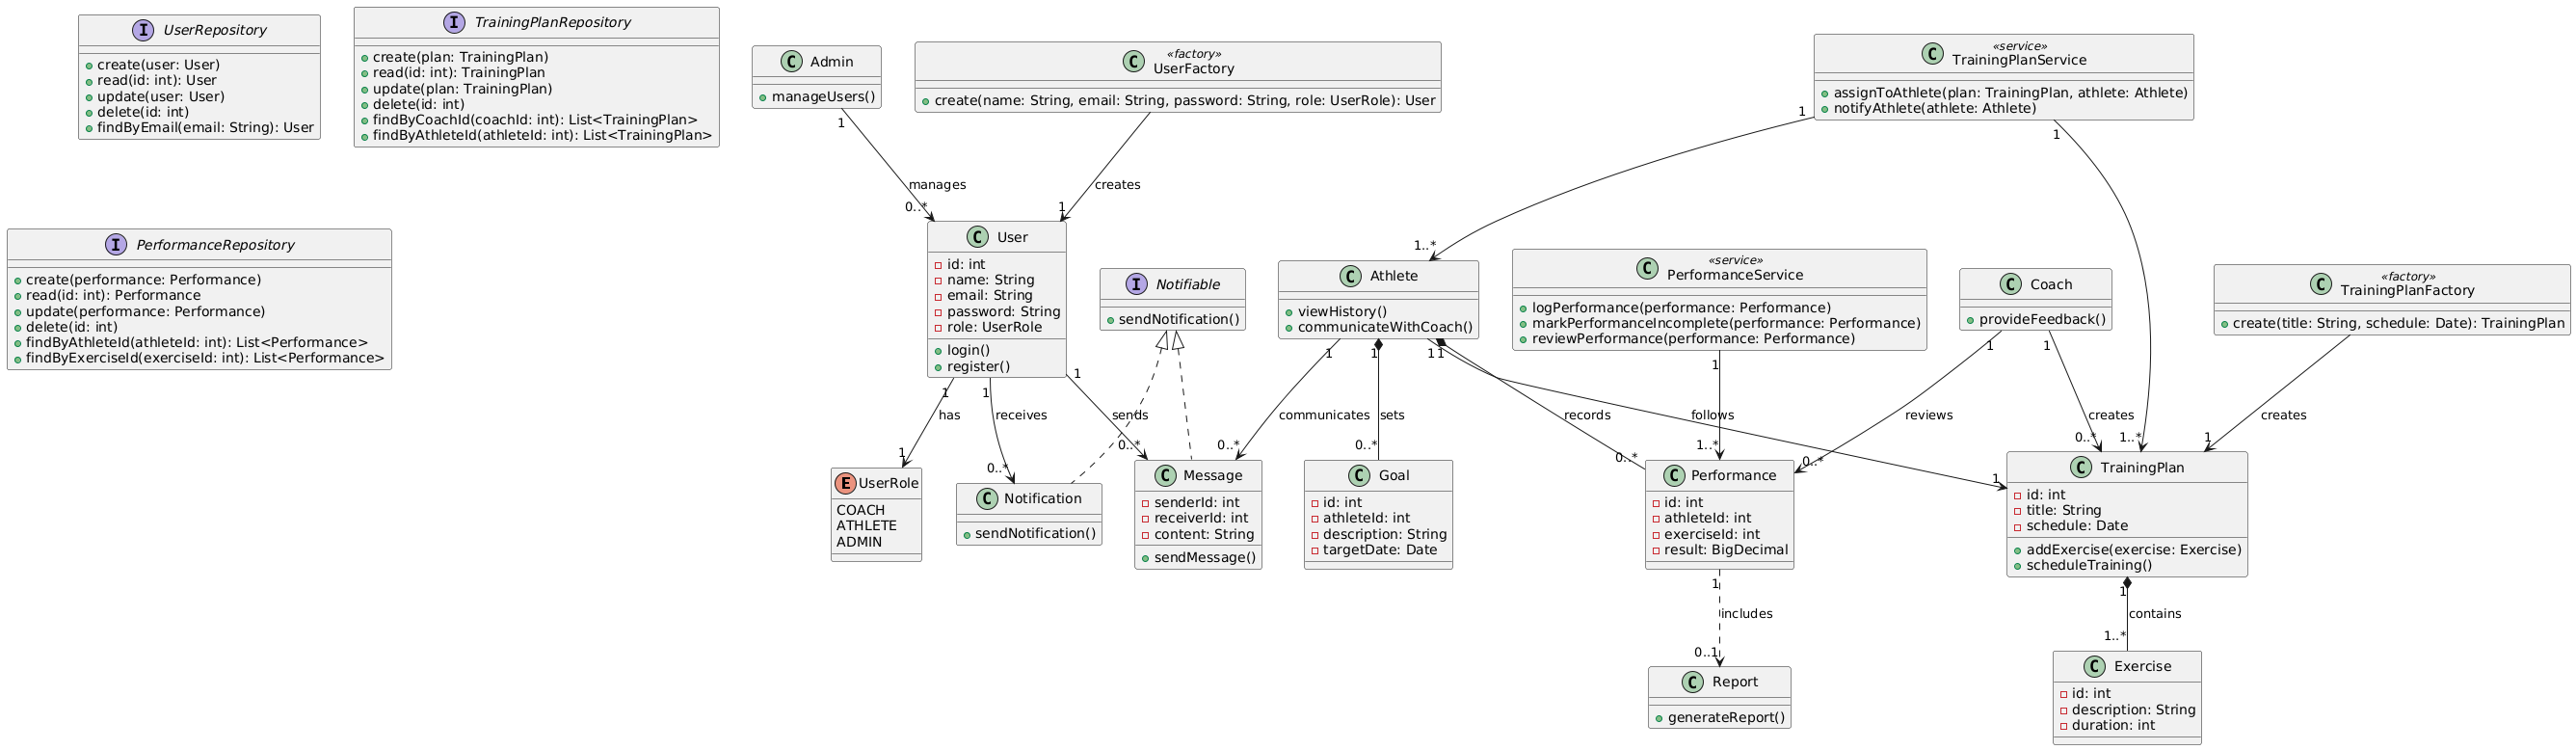 UserRepository
create(user: User)
read(id: int): User
update(user: User)
delete(id: int)
findByEmail(email: String): User
TrainingPlanRepository
create(plan: TrainingPlan)
read(id: int): TrainingPlan
update(plan: TrainingPlan)
delete(id: int)
findByCoachId(coachId: int): List<TrainingPlan>
findByAthleteId(athleteId: int): List<TrainingPlan>
Admin
manageUsers()
«factory»
UserFactory
create(name: String, email: String, password: String, role: UserRole): User
«service»
TrainingPlanService
assignToAthlete(plan: TrainingPlan, athlete: Athlete)
notifyAthlete(athlete: Athlete)
1
manages
0..*
creates
1
1
1..*
1
1..*
PerformanceRepository
create(performance: Performance)
read(id: int): Performance
update(performance: Performance)
delete(id: int)
findByAthleteId(athleteId: int): List<Performance>
findByExerciseId(exerciseId: int): List<Performance>
User
id: int
name: String
email: String
password: String
role: UserRole
login()
register()
Notifiable
sendNotification()
Athlete
viewHistory()
communicateWithCoach()
«service»
PerformanceService
logPerformance(performance: Performance)
markPerformanceIncomplete(performance: Performance)
reviewPerformance(performance: Performance)
Coach
provideFeedback()
«factory»
TrainingPlanFactory
create(title: String, schedule: Date): TrainingPlan
1
has
1
1
receives
0..*
1
sends
0..*
1
communicates
0..*
1
sets
0..*
1
records
0..*
1
follows
1
1
1..*
1
reviews
0..*
1
creates
0..*
creates
1
E
UserRole
COACH
ATHLETE
ADMIN
Notification
sendNotification()
Message
senderId: int
receiverId: int
content: String
sendMessage()
Goal
id: int
athleteId: int
description: String
targetDate: Date
Performance
id: int
athleteId: int
exerciseId: int
result: BigDecimal
TrainingPlan
id: int
title: String
schedule: Date
addExercise(exercise: Exercise)
scheduleTraining()
1
includes
0..1
1
contains
1..*
Report
generateReport()
Exercise
id: int
description: String
duration: int